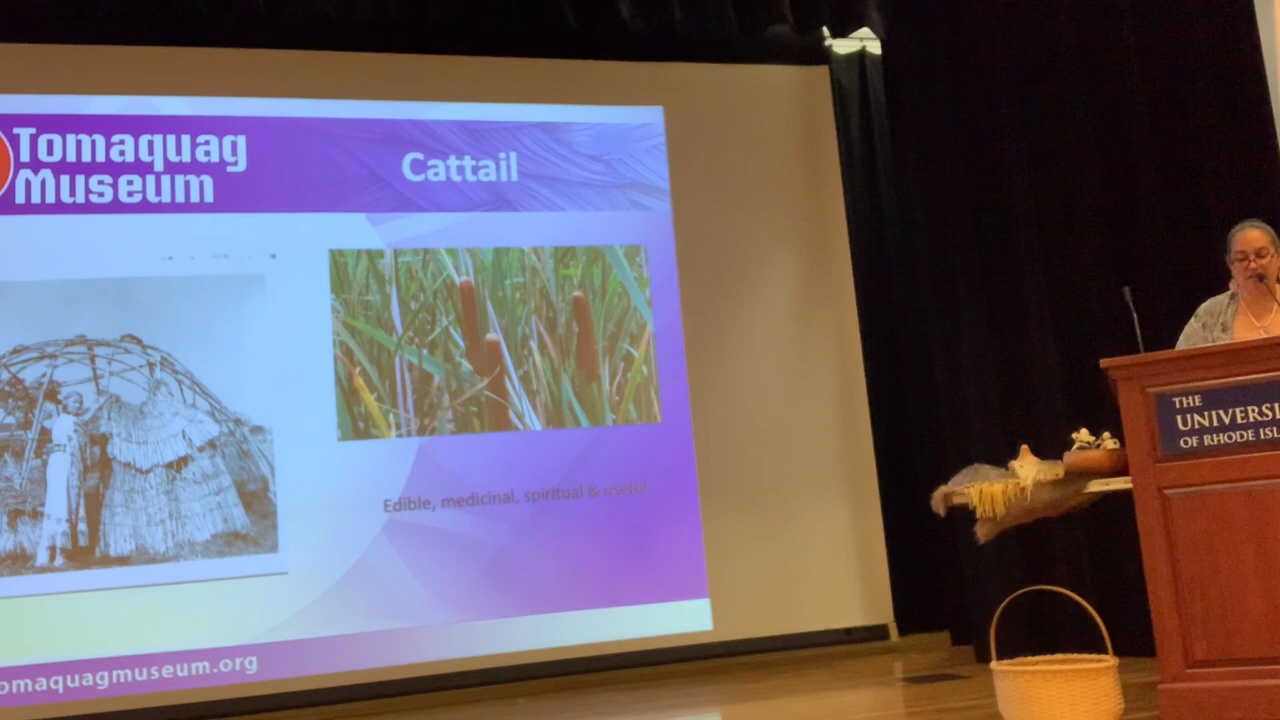 Tomaquag
Museum
Cattail
Edible, medicinal, spiritual & useful
omaquagmuseum.org
THE
UNIVERSI
OF RHODE ISL